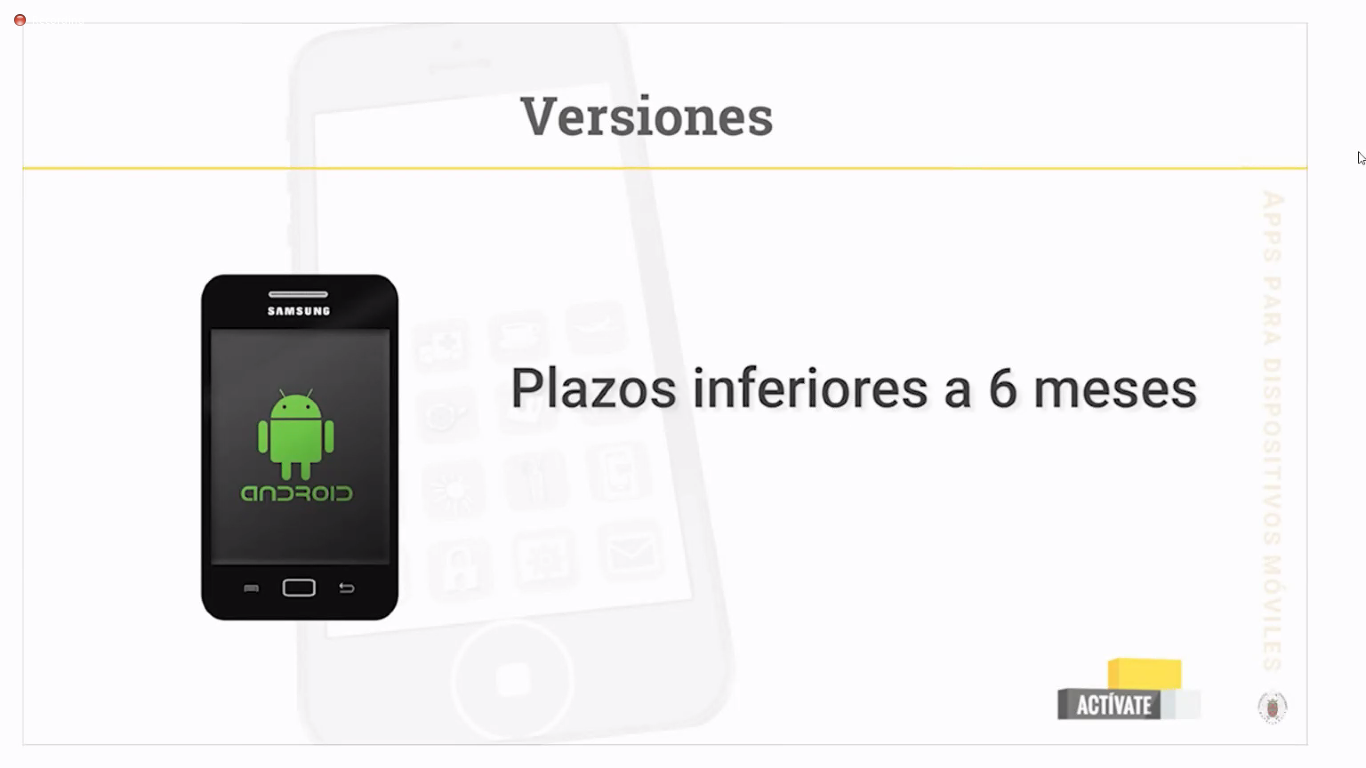 Versiones
SAMSUNG
ANDROID
Plazos inferiores a 6 meses
APPS PARA DISPOSITIVOS MÓVILES
ACTÍVATE